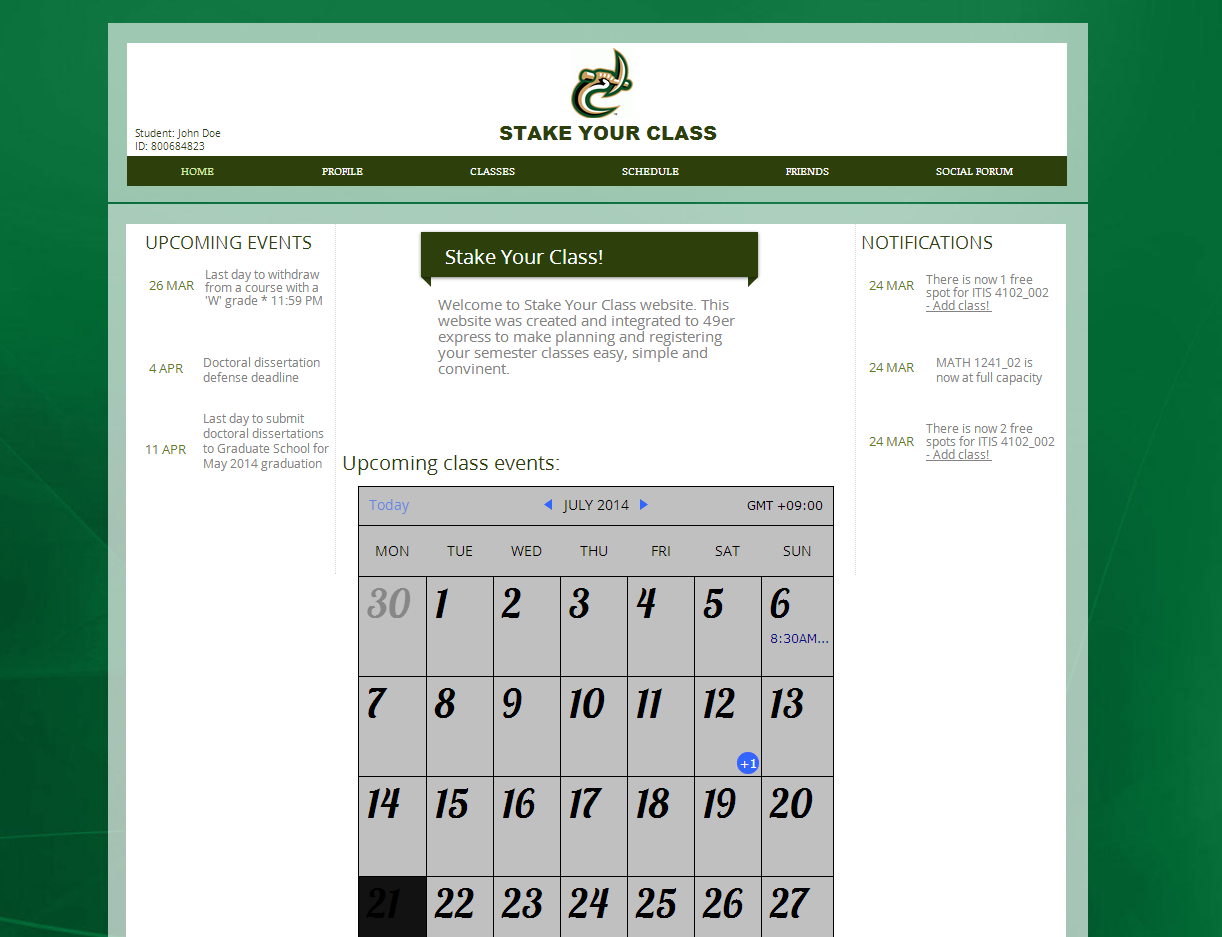 STAKE YOUR CLASS
Student: John Doe
ID: 800684823
HOME PROFILE CLASSES SCHEDULE FRIENDS SOCIAL FORUM
UPCOMING EVENTS
26 MAR
Last day to withdraw
from a course with a
'W' grade * 11:59 PM
4 APR
Doctoral dissertation
defense deadline
11 APR
Last day to submit
doctoral dissertations
to Graduate School for
May 2014 graduation
Stake Your Class!
Welcome to Stake Your Class website. This
website was created and integrated to 49er
express to make planning and registering
your semester classes easy, simple and
convinent.
Upcoming class events:
Today JULY 2014 GMT +09:00
MON TUE WED THU FRI SAT SUN
30 1 2 3 4 5 6
8:30AM...
7 8 9 10 11 12 13
+1
14 15 16 17 18 19 20
21 22 23 24 25 26 27
NOTIFICATIONS
24 MAR
There is now 1 free
spot for ITIS 4102_002
- Add class!
24 MAR
MATH 1241_02 is
now at full capacity
24 MAR
There is now 2 free
spots for ITIS 4102_002
- Add class!